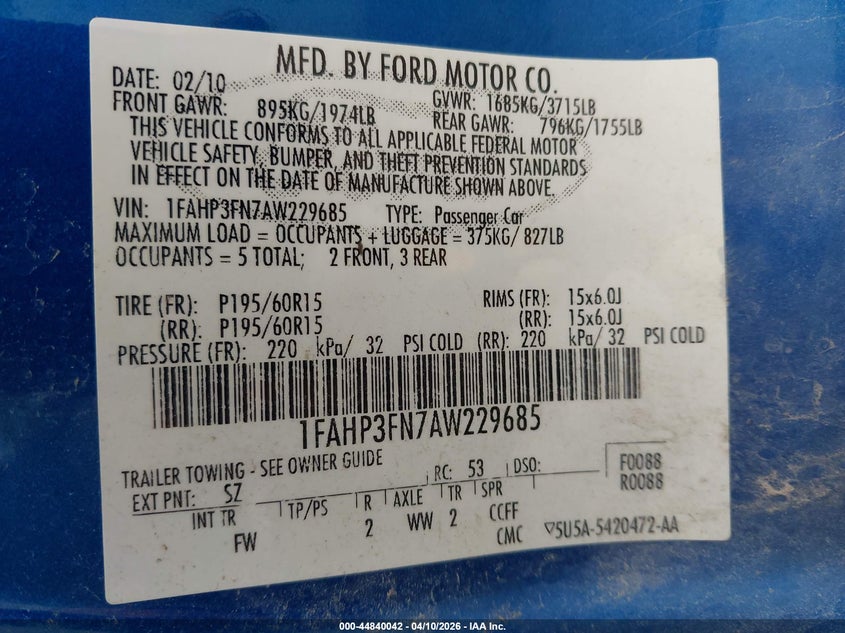 MFD. BY FORD MOTOR CO.
DATE: 02/10 GVWR: 1685KG/3715LB
FRONT GAWR: 895KG/1974LB REAR GAWR: 796KG/1755LB
THIS VEHICLE CONFORMS TO ALL APPLICABLE FEDERAL MOTOR
VEHICLE SAFETY, BUMPER, AND THEFT PREVENTION STANDARDS
IN EFFECT ON THE DATE OF MANUFACTURE SHOWN ABOVE.
VIN: 1FAHP3FN7AW229685 TYPE: Passenger Car
MAXIMUM LOAD = OCCUPANTS + LUGGAGE = 375KG/ 827LB
OCCUPANTS = 5 TOTAL; 2 FRONT, 3 REAR
TIRE (FR): P195/60R15 RIMS (FR): 15x6.0J
(RR): P195/60R15 (RR): 15x6.0J
PRESSURE (FR): 220 kPa/ 32 PSI COLD (RR): 220 kPa/ 32 PSI COLD
1FAHP3FN7AW229685
TRAILER TOWING - SEE OWNER GUIDE
EXT PNT: SZ RC: 53 DSO: F0088
R0088
INT TR TP/PS R AXLE TR SPR
FW 2 WW 2 CCFF
CMC ▽5U5A-5420472-AA
000-44840042 - 04/10/2026 - IAA Inc.